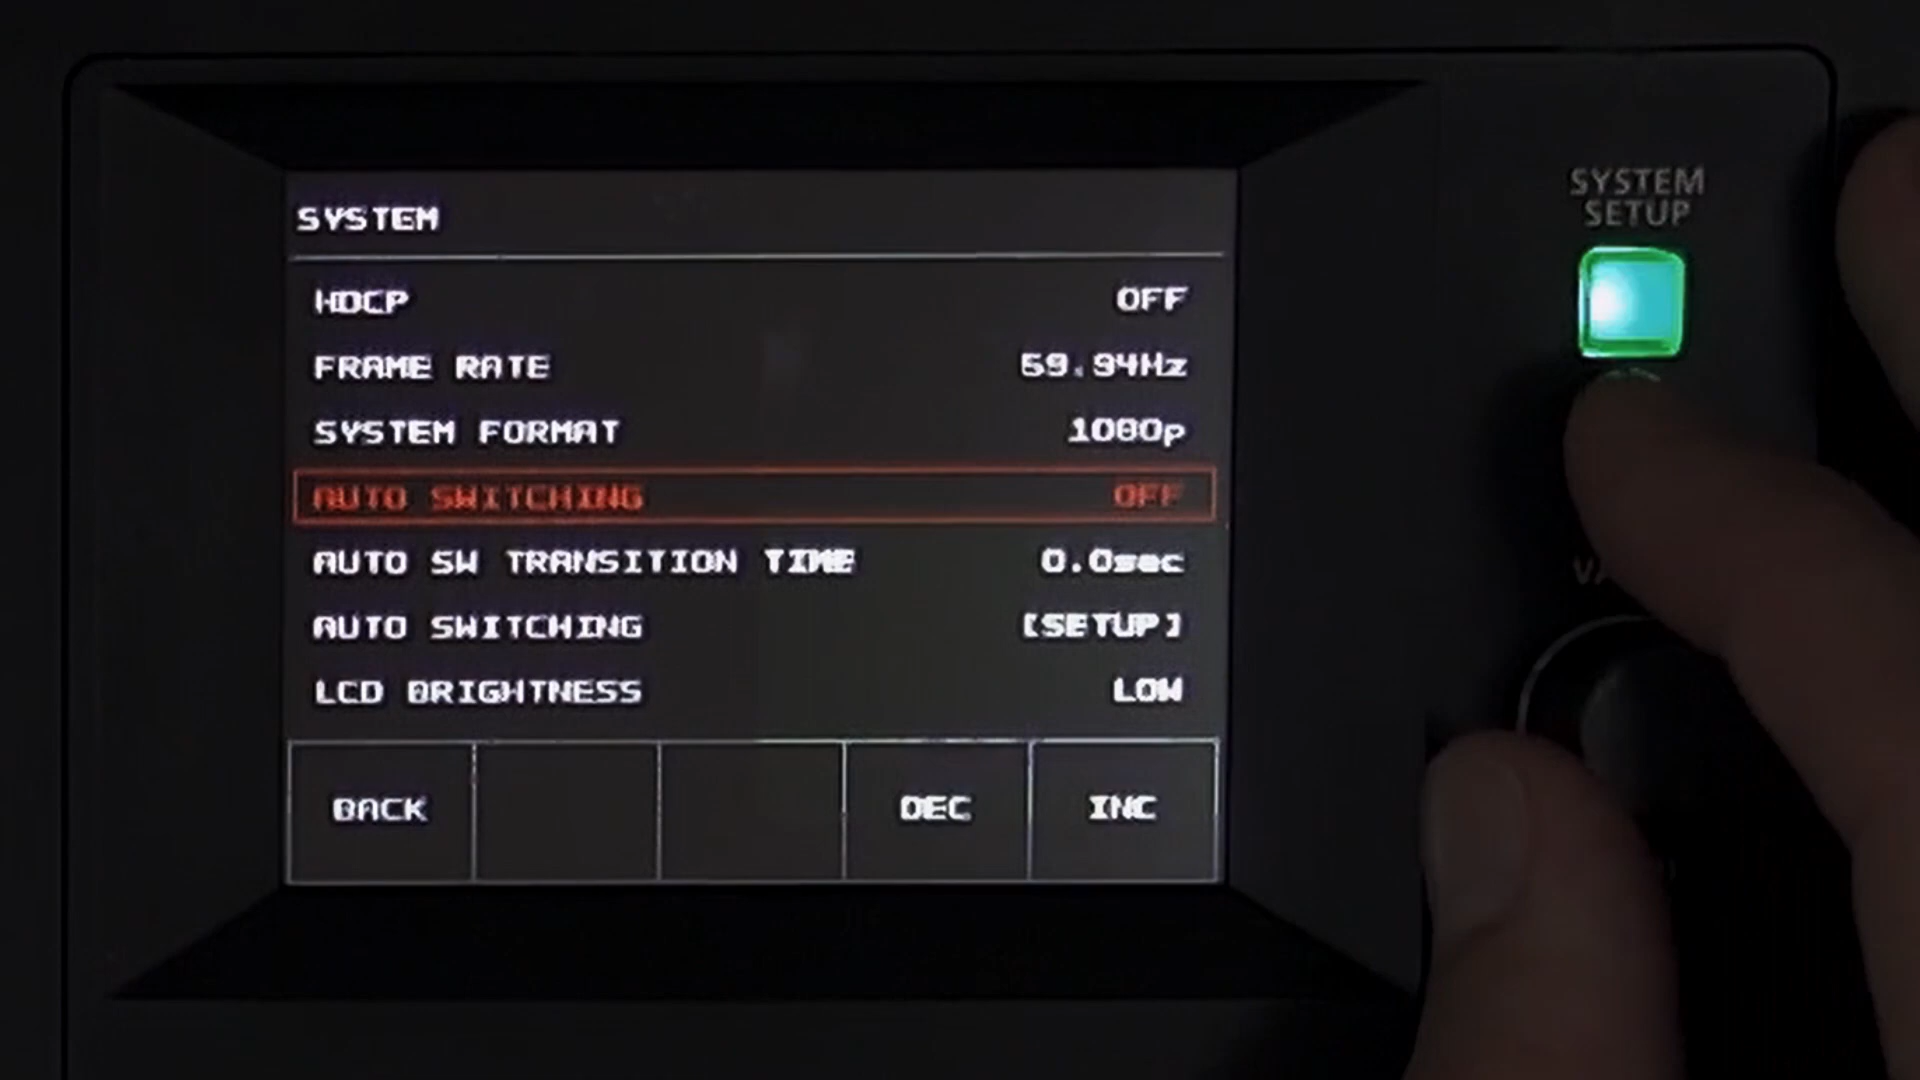 SYSTEM
HDCP OFF
FRAME RATE 59.94Hz
SYSTEM FORMAT 1080p
AUTO SWITCHING OFF
AUTO SW TRANSITION TIME 0.0sec
AUTO SWITCHING [SETUP]
LCD BRIGHTNESS LOW
BACK DEC INC
SYSTEM
SETUP